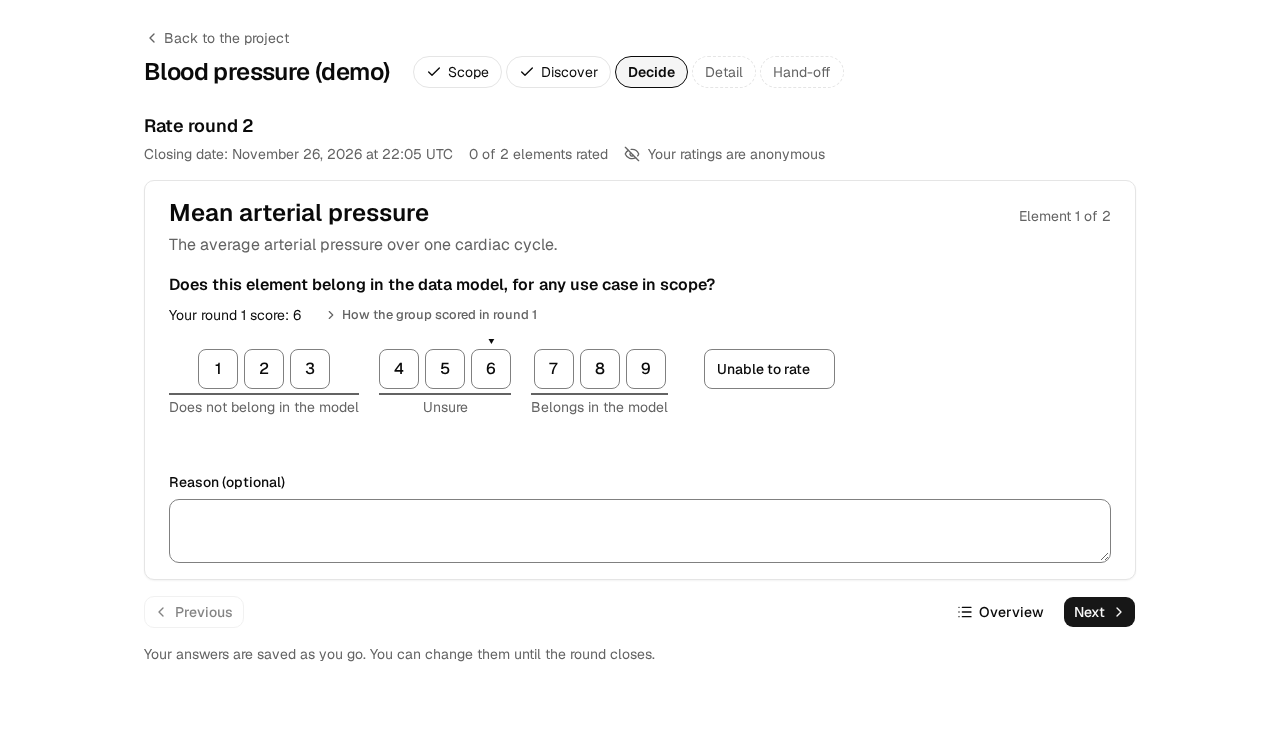 Back to the project
Blood pressure (demo)
Scope
Discover
Decide
Detail
Hand-off
Rate round 2
Closing date: November 26, 2026 at 22:05 UTC
0 of 2 elements rated
Your ratings are anonymous
Mean arterial pressure
Element 1 of 2
The average arterial pressure over one cardiac cycle.
Does this element belong in the data model, for any use case in scope?
Your round 1 score: 6
How the group scored in round 1
1 2 3 4 5 6 7 8 9
Unable to rate
Does not belong in the model
Unsure
Belongs in the model
Reason (optional)
Previous
Overview
Next
Your answers are saved as you go. You can change them until the round closes.